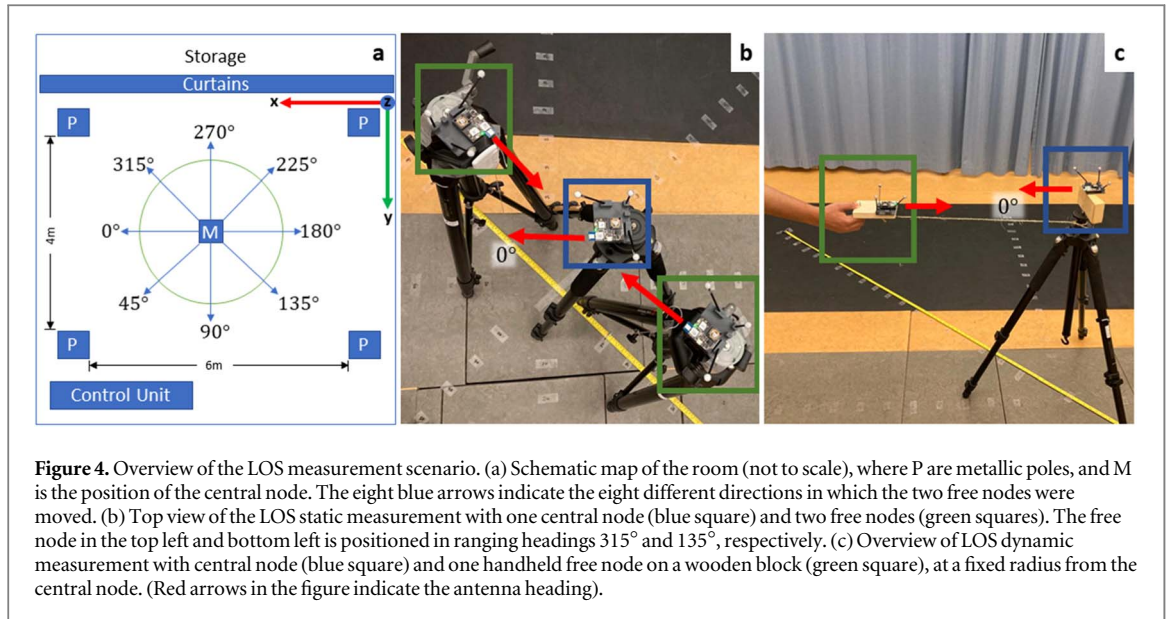 a
Storage
Curtains
x
z
P
P
270°
315°
225°
y
4m
0°
M
180°
45°
135°
90°
P
P
6m
Control Unit
b
0°
c
0°
Figure 4. Overview of the LOS measurement scenario. (a) Schematic map of the room (not to scale), where P are metallic poles, and M
is the position of the central node. The eight blue arrows indicate the eight different directions in which the two free nodes were
moved. (b) Top view of the LOS static measurement with one central node (blue square) and two free nodes (green squares). The free
node in the top left and bottom left is positioned in ranging headings 315° and 135°, respectively. (c) Overview of LOS dynamic
measurement with central node (blue square) and one handheld free node on a wooden block (green square), at a fixed radius from the
central node. (Red arrows in the figure indicate the antenna heading).